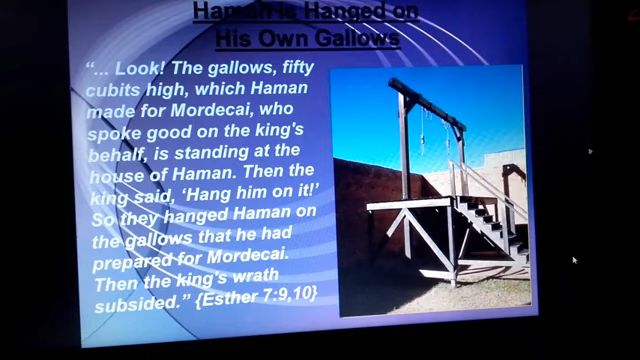 Haman is Hanged on
His Own Gallows
“... Look! The gallows, fifty
cubits high, which Haman
made for Mordecai, who
spoke good on the king's
behalf, is standing at the
house of Haman. Then the
king said, ‘Hang him on it!’
So they hanged Haman on
the gallows that he had
prepared for Mordecai.
Then the king's wrath
subsided.” {Esther 7:9,10}